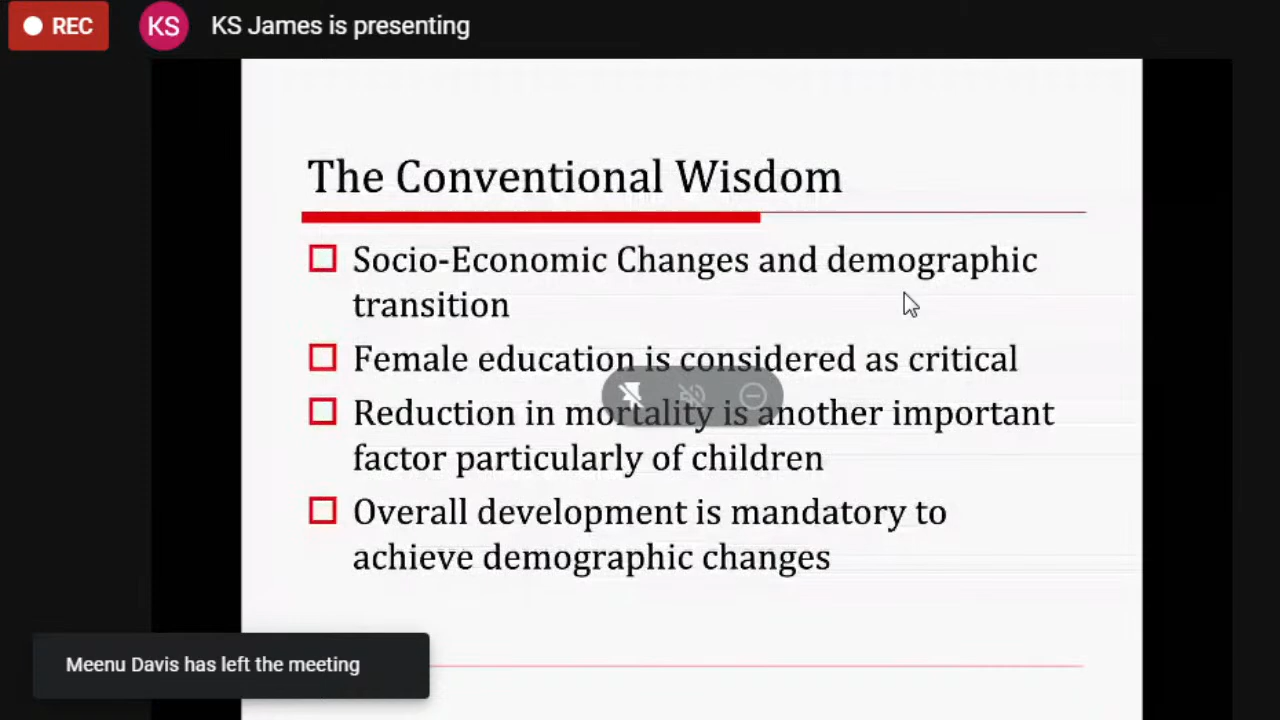 REC
KS
KS James is presenting
The Conventional Wisdom
Socio-Economic Changes and demographic
transition
Female education is considered as critical
Reduction in mortality is another important
factor particularly of children
Overall development is mandatory to
achieve demographic changes
Meenu Davis has left the meeting